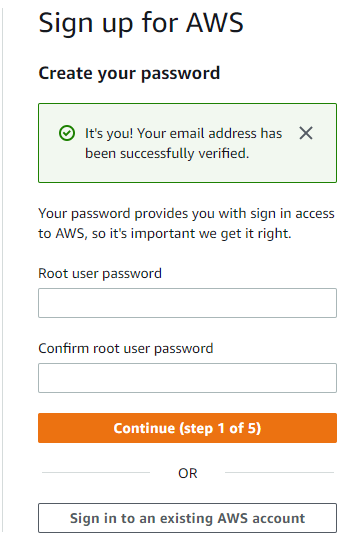 Sign up for AWS
Create your password
It's you! Your email address has
been successfully verified.
Your password provides you with sign in access
to AWS, so it's important we get it right.
Root user password
Confirm root user password
Continue (step 1 of 5)
OR
Sign in to an existing AWS account